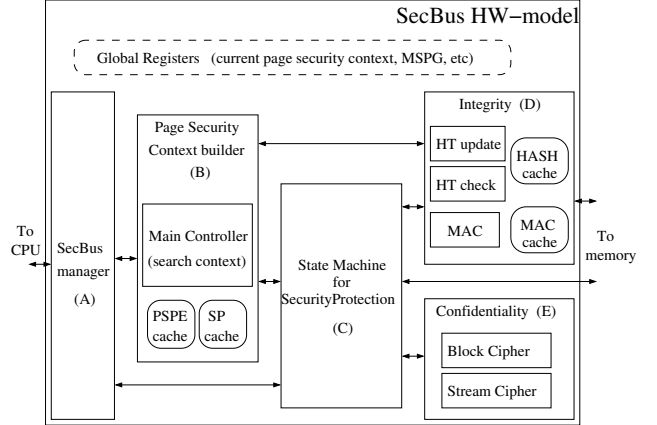 SecBus HW−model
Global Registers (current page security context, MSPG, etc)
To
CPU
SecBus
manager
(A)
Page Security
Context builder
(B)
Main Controller
(search context)
PSPE
cache
SP
cache
State Machine
for
SecurityProtection
(C)
Integrity (D)
HT update
HT check
MAC
HASH
cache
MAC
cache
Confidentiality (E)
Block Cipher
Stream Cipher
To
memory